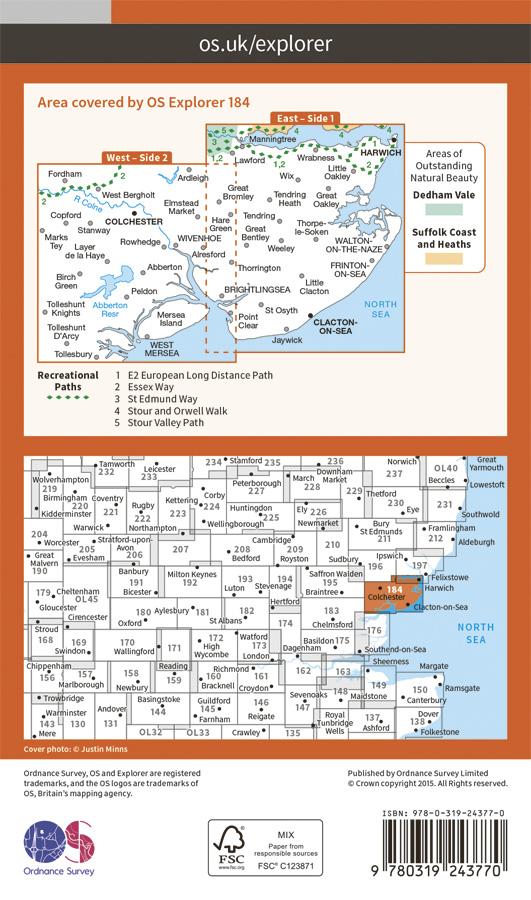 os.uk/explorer
Area covered by OS Explorer 184
East – Side 1
West – Side 2
5
4
4
4
Manningtree
3
1
HARWICH
1,2
Lawford
1,2
Wrabness
2
Fordham
2
Ardleigh
Little
Oakley
Wix
2
R Colne
West Bergholt
Great
Bromley
Tendring
Heath
Great
Oakley
Copford
COLCHESTER
Elmstead
Market
Stanway
Hare
Green
Tendring
Thorpe-
le-Soken
Marks
Tey
Layer
de la Haye
Rowhedge
WIVENHOE
Great
Bentley
WALTON-
ON-THE-NAZE
Alresford
Weeley
FRINTON-
ON-SEA
Birch
Green
Abberton
Thorrington
Peldon
BRIGHTLINGSEA
Little
Clacton
Tolleshunt
Knights
Abberton
Resr
Mersea
Island
St Osyth
NORTH
SEA
Point
Clear
CLACTON-
ON-SEA
Tolleshunt
D'Arcy
Tollesbury
WEST
MERSEA
Jaywick
Areas of
Outstanding
Natural Beauty
Dedham Vale
Suffolk Coast
and Heaths
Recreational
Paths
1 E2 European Long Distance Path
2 Essex Way
3 St Edmund Way
4 Stour and Orwell Walk
5 Stour Valley Path
Tamworth
232
Leicester
233
234
Stamford
235
236
Norwich
237
Great
Yarmouth
OL40
Wolverhampton
219
Birmingham
220
Coventry
221
Rugby
222
Kettering
223
Corby
224
Peterborough
227
March
228
Downham
Market
229
Thetford
230
Eye
Beccles
231
Lowestoft
Southwold
Kidderminster
Warwick
Northampton
Wellingborough
Huntingdon
225
Ely
226
Newmarket
Bury
St Edmunds
211
Framlingham
212
Aldeburgh
204
Worcester
205
Evesham
Stratford-upon-
Avon
206
207
208
Bedford
Cambridge
209
Royston
210
Sudbury
Ipswich
196
197
Great
Malvern
190
Banbury
191
Bicester
Milton Keynes
192
193
Luton
Stevenage
194
Saffron Walden
195
Braintree
184
Colchester
Felixstowe
Harwich
Clacton-on-Sea
179
Cheltenham
OL45
Gloucester
Cirencester
180
Oxford
Aylesbury
181
182
St Albans
Hertford
174
183
Chelmsford
176
NORTH
SEA
Stroud
168
169
Swindon
170
Wallingford
171
172
High
Wycombe
Watford
173
London
Basildon
175
Dagenham
Southend-on-Sea
Sheerness
Chippenham
156
157
Marlborough
158
Newbury
Reading
159
160
Bracknell
Richmond
161
Croydon
162
163
148
Maidstone
149
Margate
150
Canterbury
Ramsgate
Trowbridge
Warminster
143
130
Mere
Andover
131
Basingstoke
144
OL32
Guildford
145
Farnham
OL33
146
Reigate
Crawley
Sevenoaks
147
135
Royal
Tunbridge
Wells
137
Ashford
Dover
138
Folkestone
Cover photo: © Justin Minns
Ordnance Survey, OS and Explorer are registered
trademarks, and the OS logos are trademarks of
OS, Britain's mapping agency.
Published by Ordnance Survey Limited
© Crown copyright 2015. All rights reserved.
OS
Ordnance Survey
FSC
www.fsc.org
MIX
Paper from
responsible sources
FSC® C123871
ISBN: 978-0-319-24377-0
9 780319 243770